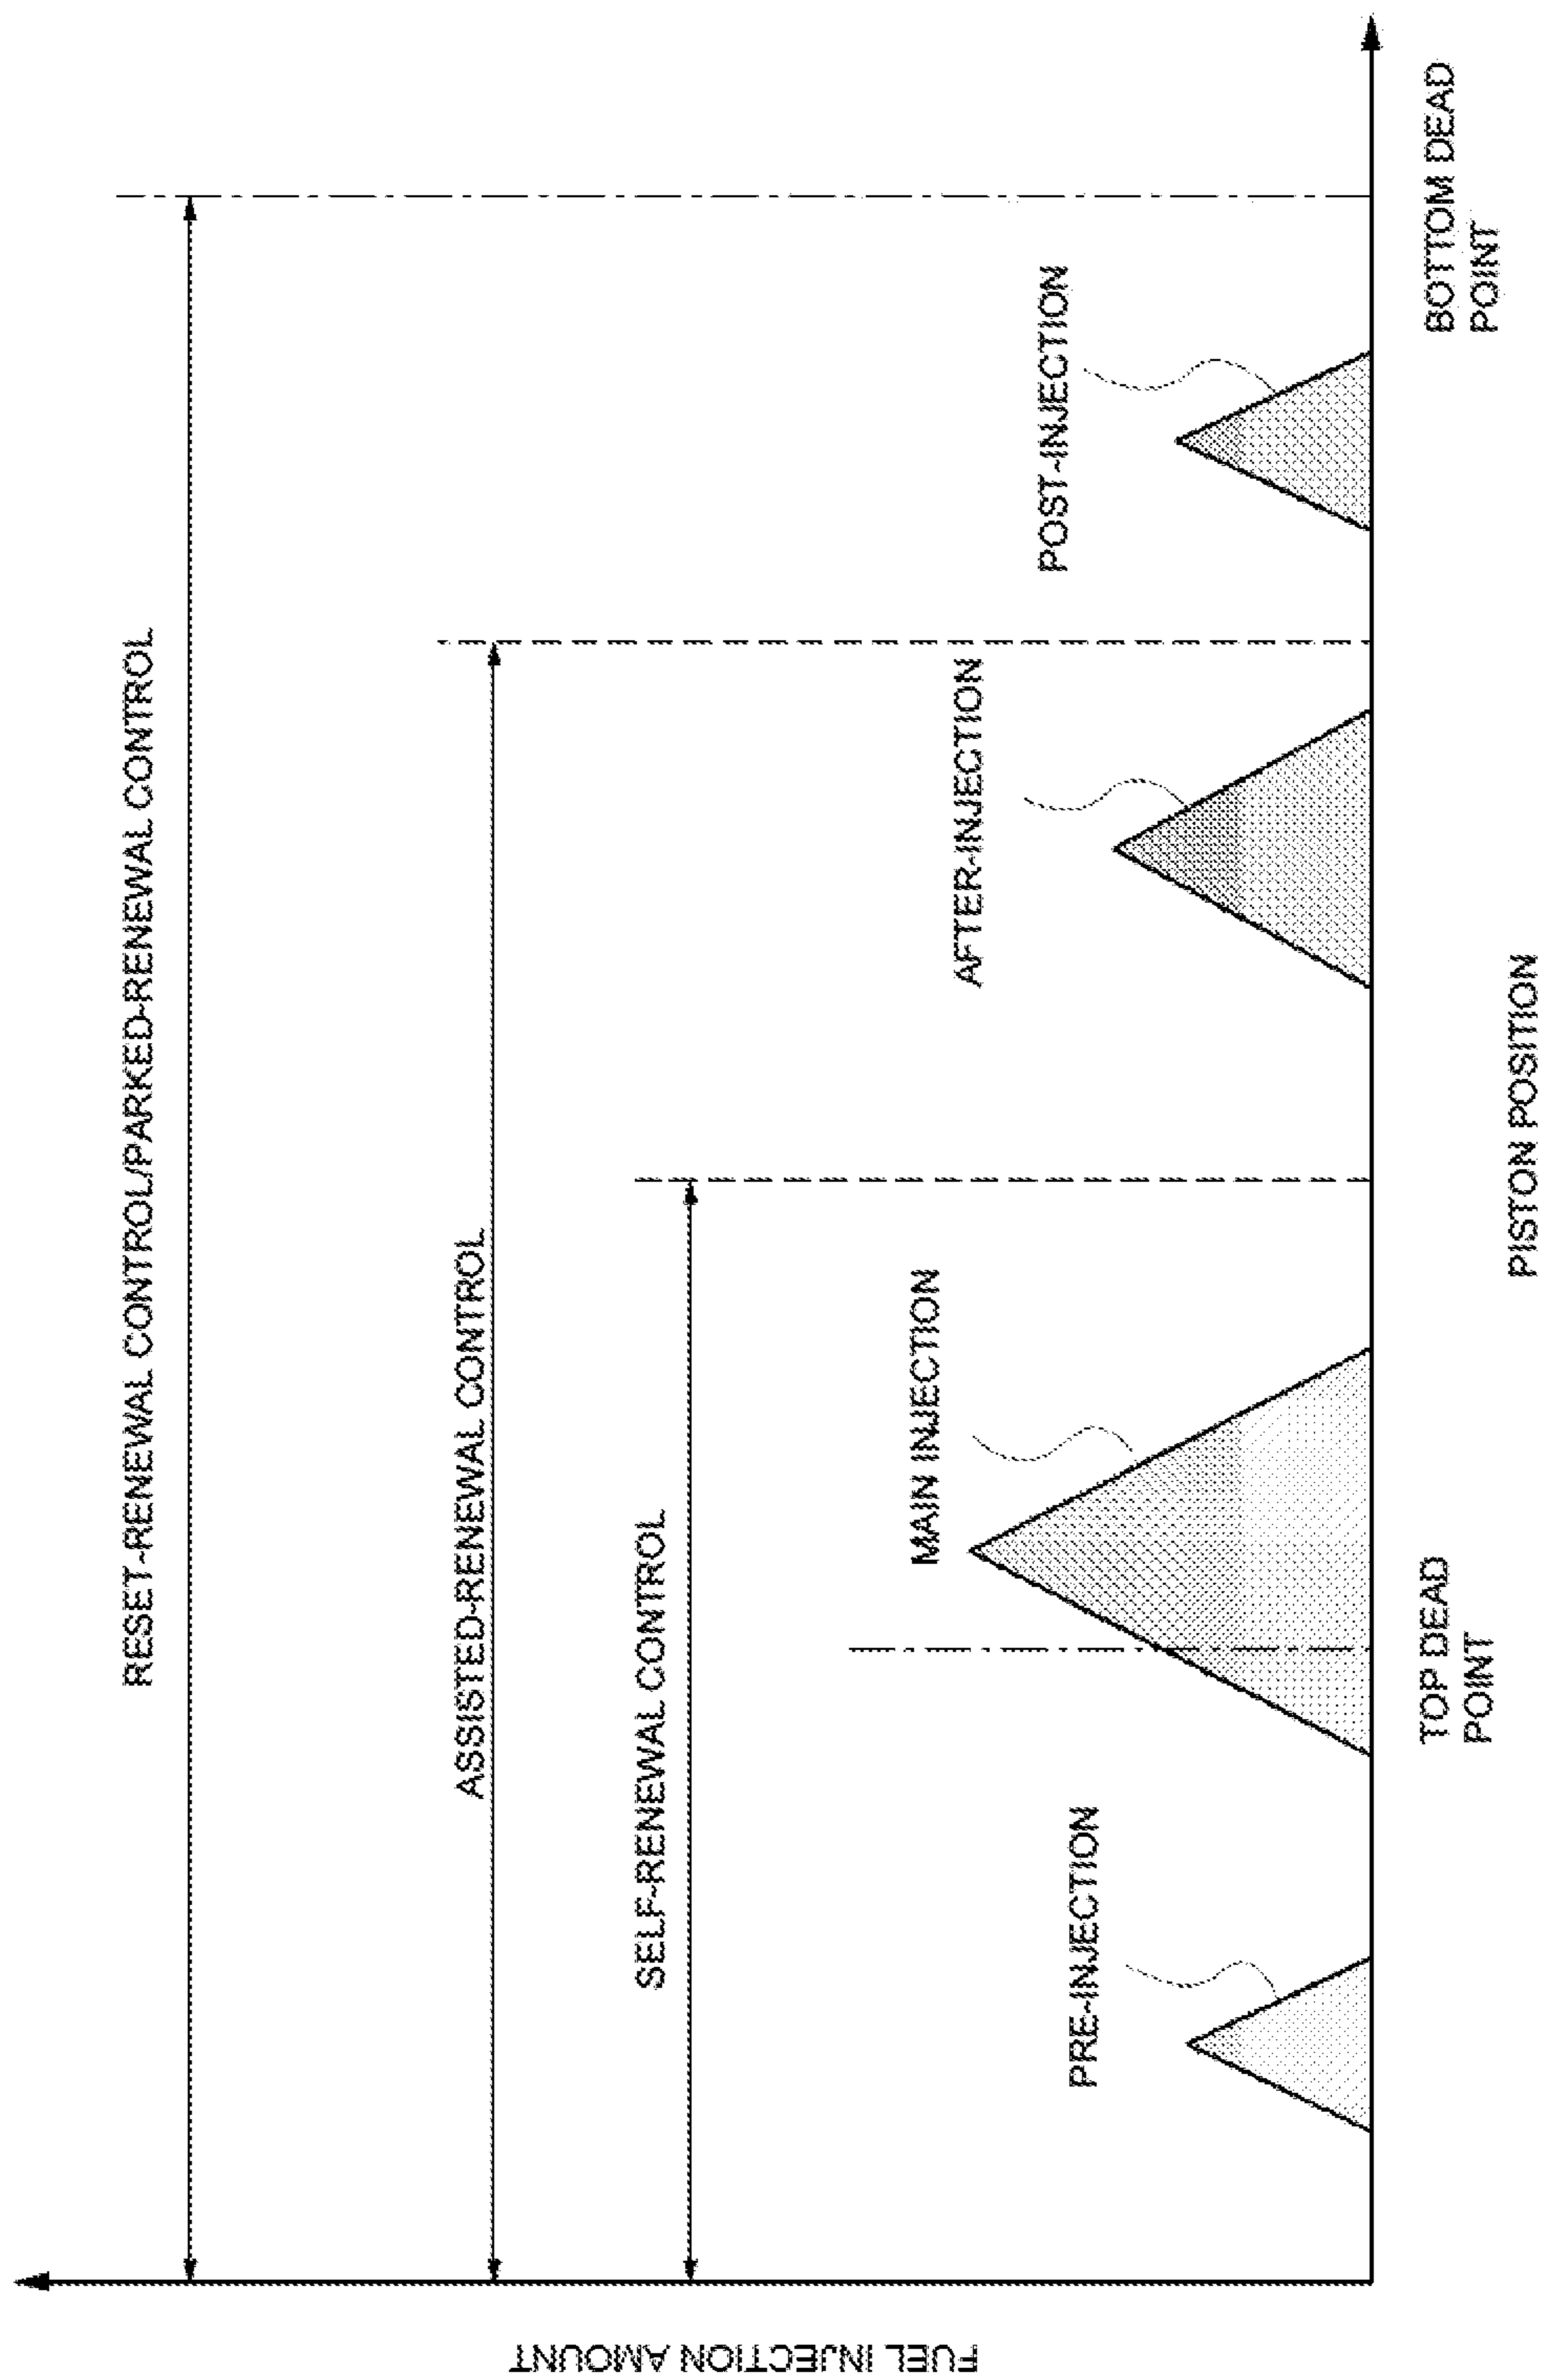 RESET-RENEWAL CONTROL/PARKED-RENEWAL CONTROL
ASSISTED-RENEWAL CONTROL
SELF-RENEWAL CONTROL
FUEL INJECTION AMOUNT
PRE-INJECTION
MAIN INJECTION
AFTER-INJECTION
POST-INJECTION
TOP DEAD
POINT
BOTTOM DEAD
POINT
PISTON POSITION